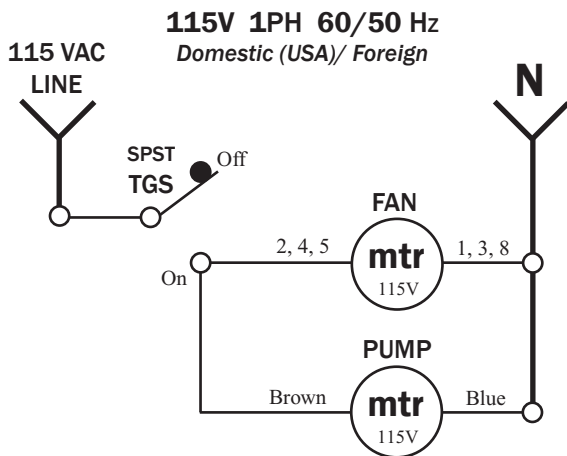 115V 1PH 60/50 Hz
Domestic (USA)/ Foreign
115 VAC
LINE
N
SPST
TGS
Off
FAN
On
2, 4, 5
mtr
115V
1, 3, 8
PUMP
Brown
mtr
115V
Blue